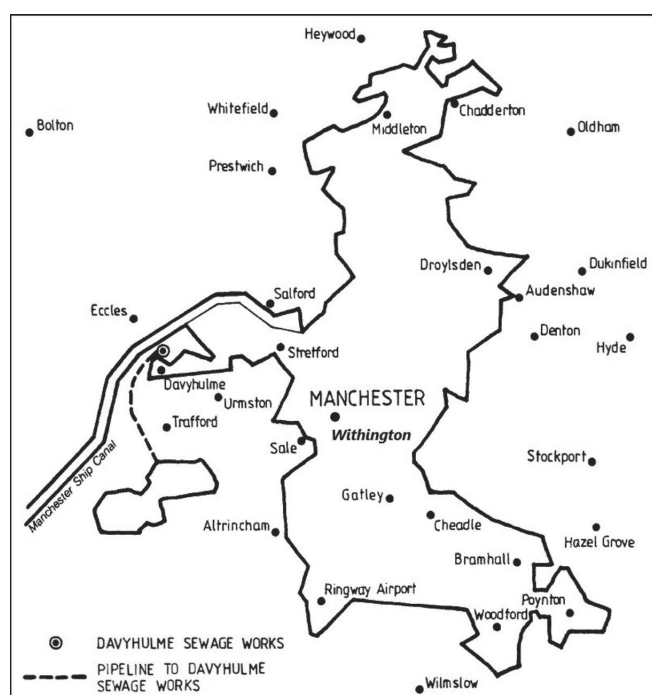 Heywood
Whitefield
Middleton
Chadderton
Bolton
Oldham
Prestwich
Droylsden
Dukinfield
Salford
Audenshaw
Eccles
Denton
Hyde
Stretford
Davyhulme
Urmston
MANCHESTER
Trafford
Withington
Sale
Stockport
Manchester Ship Canal
Gatley
Cheadle
Altrincham
Hazel Grove
Bramhall
Ringway Airport
Poynton
Woodford
DAVYHULME SEWAGE WORKS
PIPELINE TO DAVYHULME
SEWAGE WORKS
Wilmslow